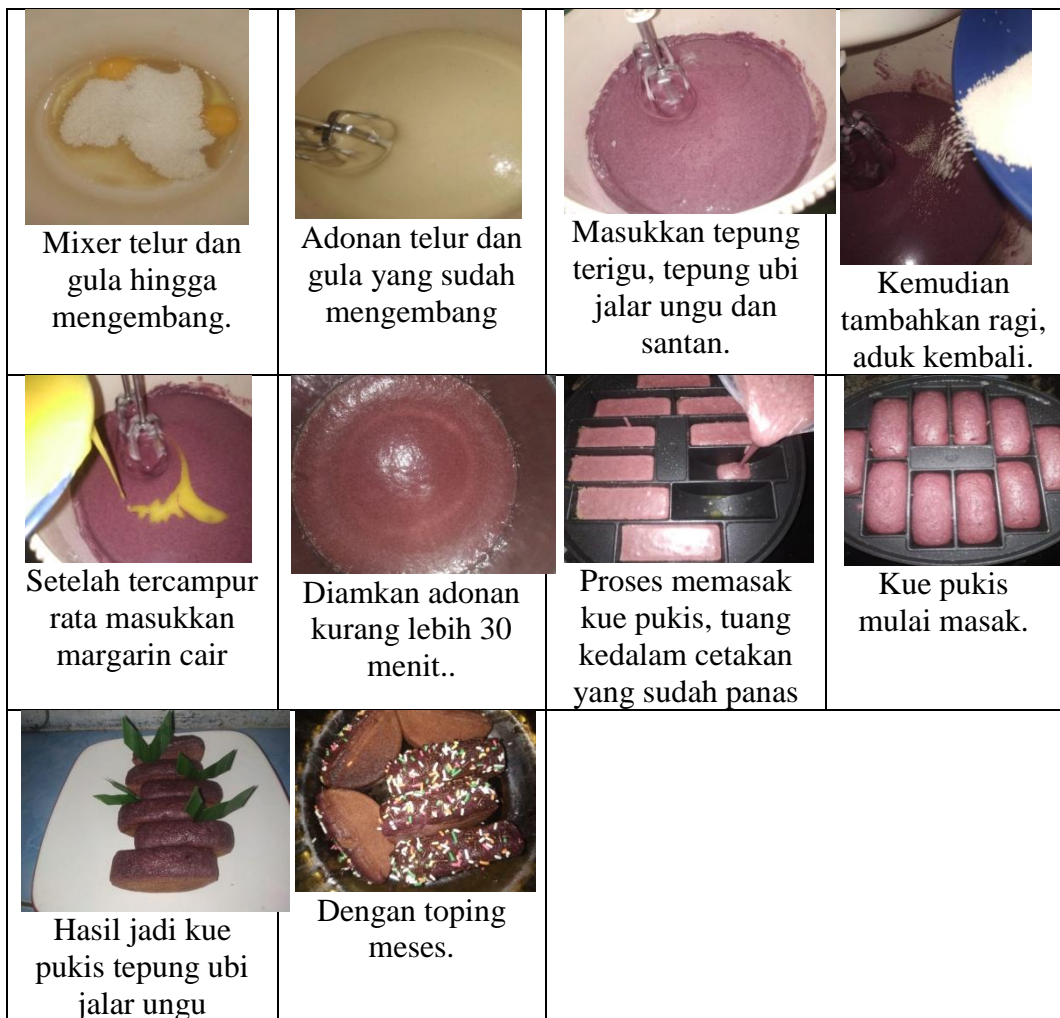 Mixer telur dan
gula hingga
mengembang.
Adonan telur dan
gula yang sudah
mengembang
Masukkan tepung
terigu, tepung ubi
jalar ungu dan
santan.
Kemudian
tambahkan ragi,
aduk kembali.
Setelah tercampur
rata masukkan
margarin cair
Diamkan adonan
kurang lebih 30
menit..
Proses memasak
kue pukis, tuang
kedalam cetakan
yang sudah panas
Kue pukis
mulai masak.
Hasil jadi kue
pukis tepung ubi
jalar ungu
Dengan toping
meses.